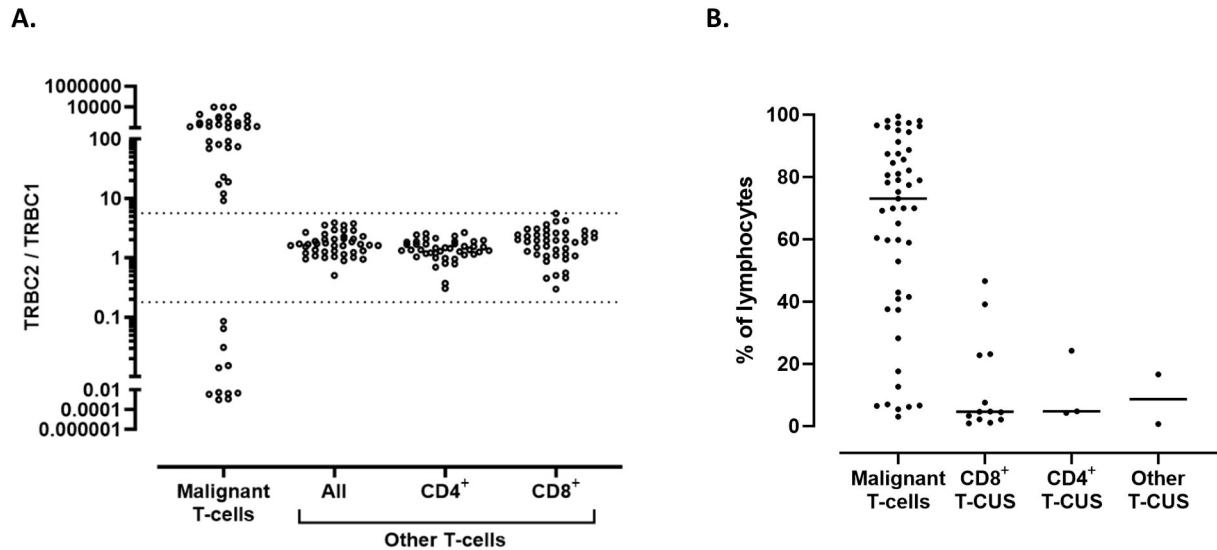 A.
TRBC2 / TRBC1
1000000
10000
100
10
1
0.1
0.01
0.0001
0.000001
Malignant
T-cells
All
CD4+
CD8+
Other T-cells
B.
% of lymphocytes
100
80
60
40
20
0
Malignant
T-cells
CD8+
T-CUS
CD4+
T-CUS
Other
T-CUS